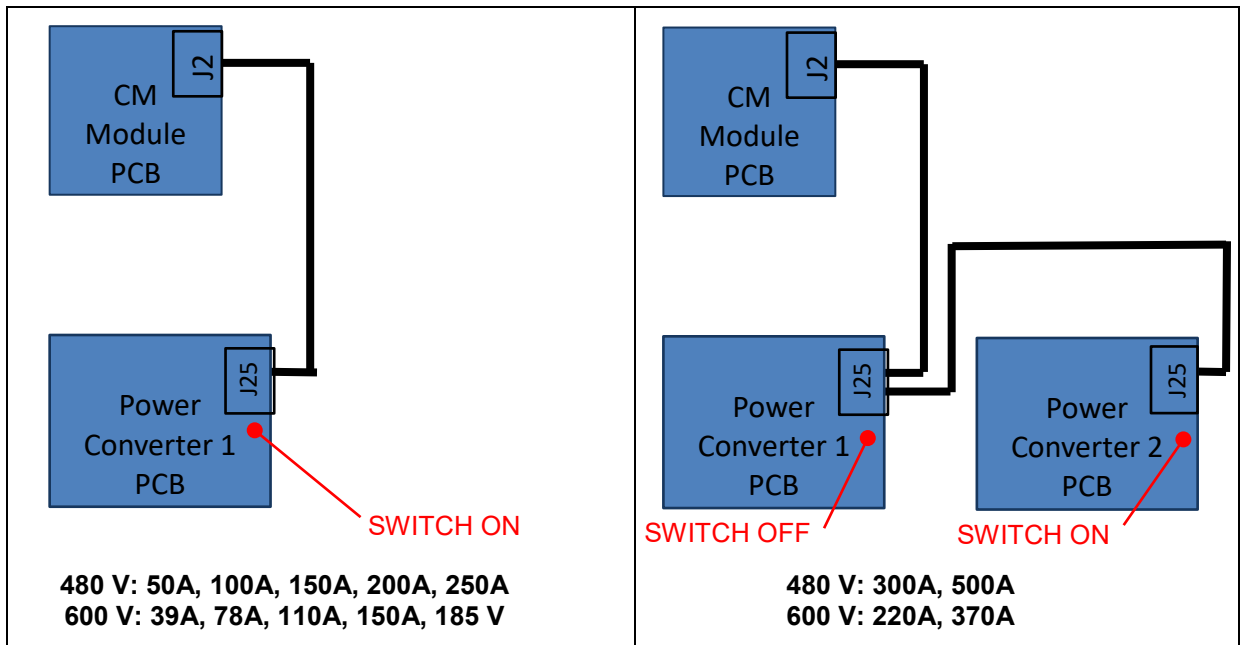 J2
CM
Module
PCB
J25
Power
Converter 1
PCB
SWITCH ON
480 V: 50A, 100A, 150A, 200A, 250A
600 V: 39A, 78A, 110A, 150A, 185 V
J2
CM
Module
PCB
J25
Power
Converter 1
PCB
SWITCH OFF
J25
Power
Converter 2
PCB
SWITCH ON
480 V: 300A, 500A
600 V: 220A, 370A